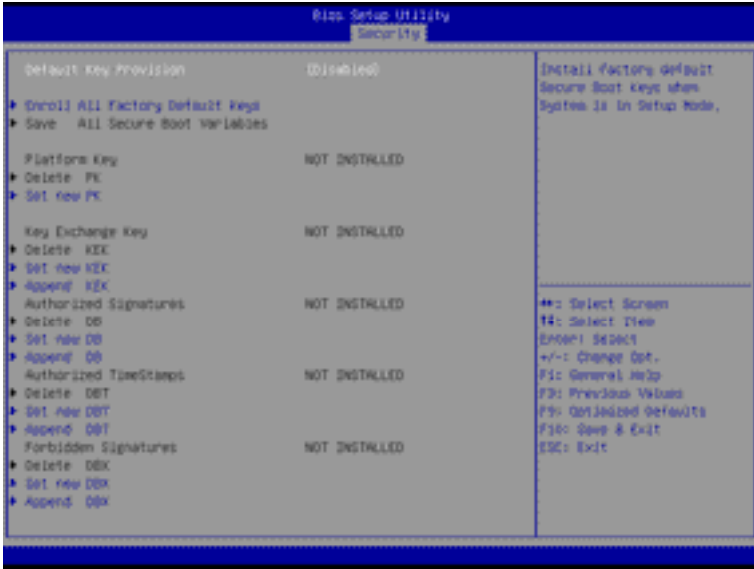 Bios Setup Utility
Security
Default Key Provision [Disabled]
Enroll All Factory Default Keys
Save All Secure Boot Variables
Platform Key NOT INSTALLED
Delete PK
Set new PK
Key Exchange Key NOT INSTALLED
Delete KEK
Set new KEK
Append KEK
Authorized Signatures NOT INSTALLED
Delete DB
Set new DB
Append DB
Authorized TimeStamps NOT INSTALLED
Delete DBT
Set new DBT
Append DBT
Forbidden Signatures NOT INSTALLED
Delete DBX
Set new DBX
Append DBX
Install factory default
Secure Boot Keys when
System is in Setup Mode.
↔: Select Screen
↑↓: Select Item
Enter: Select
+/-: Change Opt.
F1: General Help
F3: Previous Values
F9: Optimized Defaults
F10: Save & Exit
ESC: Exit